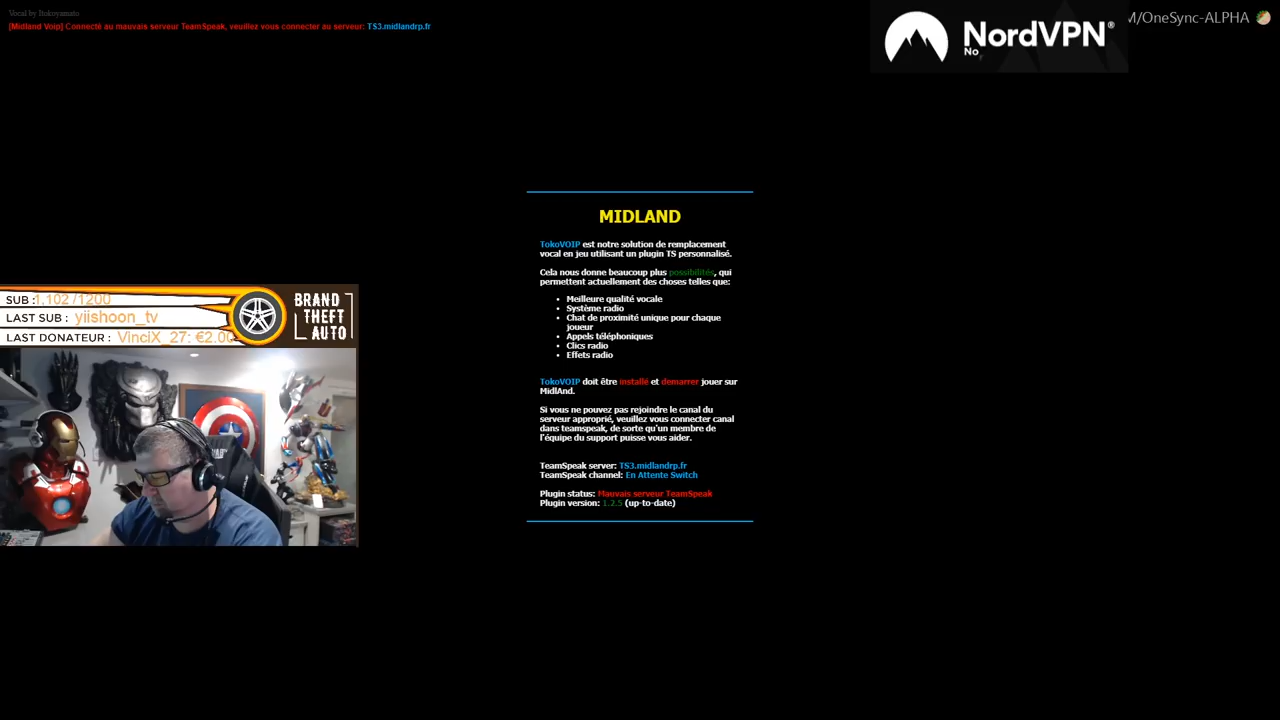 Vocal by Itokoyamato
[Midland Voip] Connecté au mauvais serveur TeamSpeak, veuillez vous connecter au serveur: TS3.midlandrp.fr
M/OneSync-ALPHA
NordVPN®
No
MIDLAND
TokoVOIP est notre solution de remplacement
vocal en jeu utilisant un plugin TS personnalisé.
Cela nous donne beaucoup plus possibilités, qui
permettent actuellement des choses telles que:
• Meilleure qualité vocale
• Système radio
• Chat de proximité unique pour chaque
joueur
• Appels téléphoniques
• Clics radio
• Effets radio
TokoVOIP doit être installé et demarrer jouer sur
MidlAnd.
Si vous ne pouvez pas rejoindre le canal du
serveur approprié, veuillez vous connecter canal
dans teamspeak, de sorte qu'un membre de
l'équipe du support puisse vous aider.
TeamSpeak server: TS3.midlandrp.fr
TeamSpeak channel: En Attente Switch
Plugin status: Mauvais serveur TeamSpeak
Plugin version: 1.2.5 (up-to-date)
SUB : 1,102 /1200
LAST SUB : yiishoon_tv
LAST DONATEUR : VinciX_27: €2.00
BRAND
THEFT
AUTO